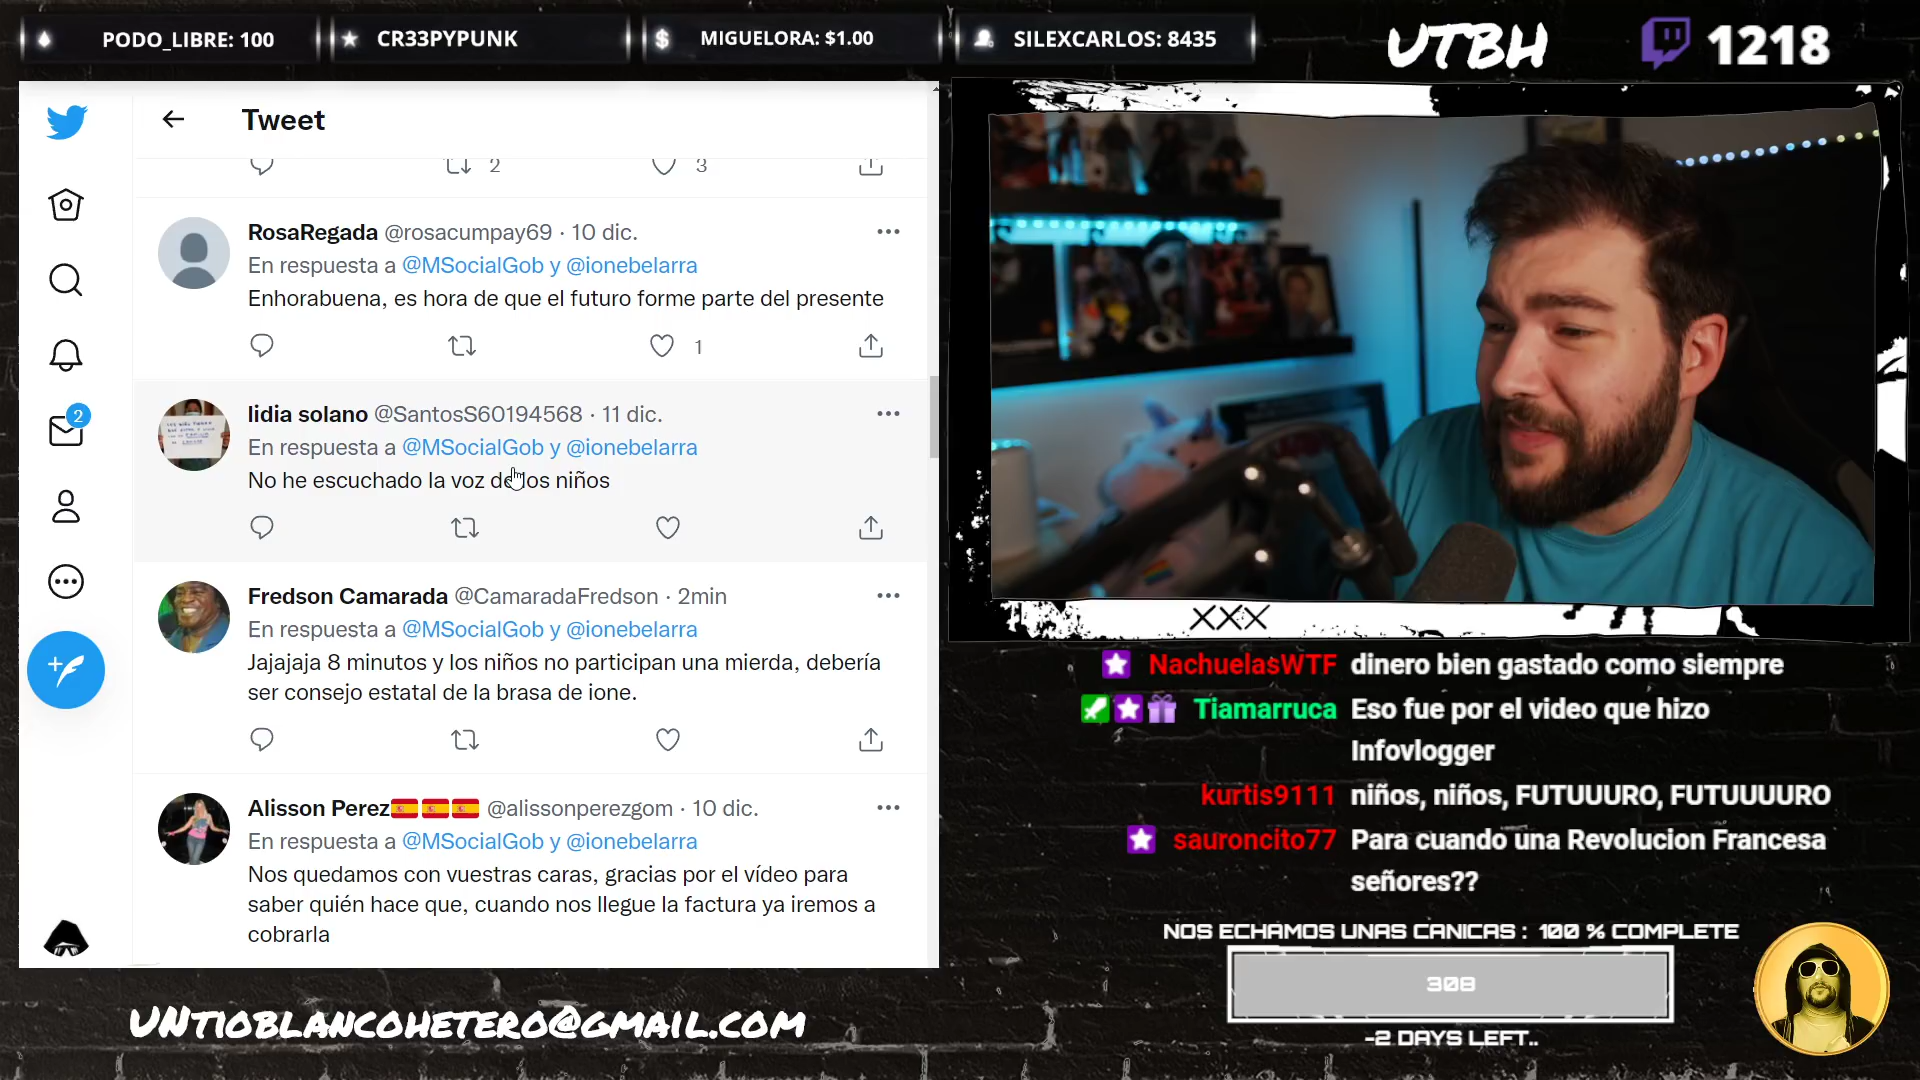 PODO_LIBRE: 100
CR33PYPUNK
MIGUELORA: $1.00
SILEXCARLOS: 8435
UTBH
1218
Tweet
2
3
RosaRegada @rosacumpay69 · 10 dic.
En respuesta a @MSocialGob y @ionebelarra
Enhorabuena, es hora de que el futuro forme parte del presente
1
lidia solano @SantosS60194568 · 11 dic.
En respuesta a @MSocialGob y @ionebelarra
No he escuchado la voz de los niños
2
Fredson Camarada @CamaradaFredson · 2min
En respuesta a @MSocialGob y @ionebelarra
Jajajaja 8 minutos y los niños no participan una mierda, debería
ser consejo estatal de la brasa de ione.
Alisson Perez🇪🇸🇪🇸🇪🇸 @alissonperezgom · 10 dic.
En respuesta a @MSocialGob y @ionebelarra
Nos quedamos con vuestras caras, gracias por el vídeo para
saber quién hace que, cuando nos llegue la factura ya iremos a
cobrarla
XXX
NachuelasWTF dinero bien gastado como siempre
Tiamarruca Eso fue por el video que hizo
Infovlogger
kurtis9111 niños, niños, FUTUUURO, FUTUUUURO
sauroncito77 Para cuando una Revolucion Francesa
señores??
NOS ECHAMOS UNAS CANICAS : 100 % COMPLETE
308
-2 DAYS LEFT..
UNTIOBLANCOHETERO@GMAIL.COM